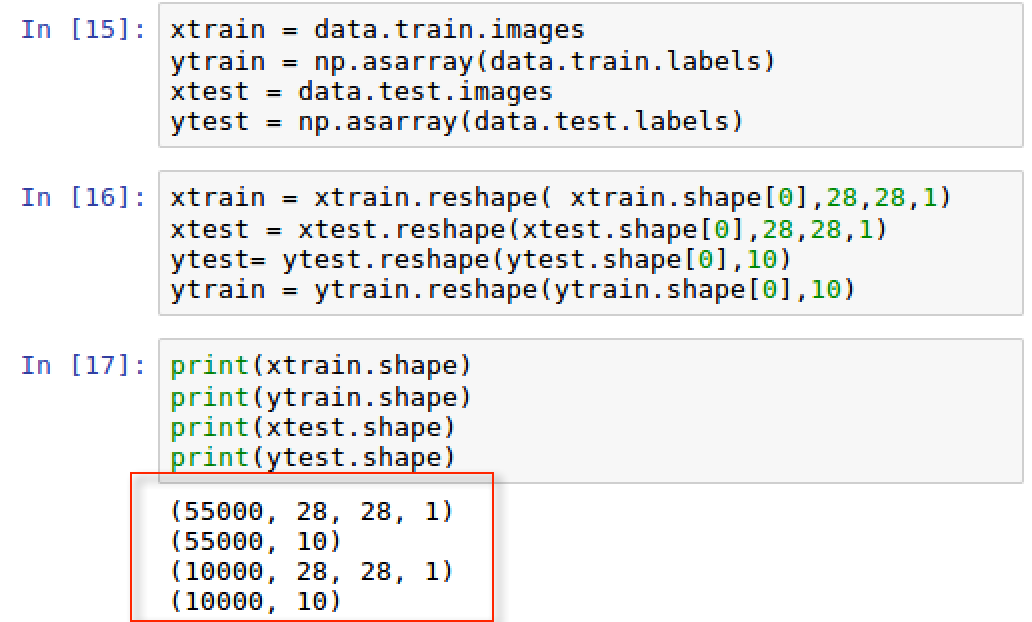 In [15]: xtrain = data.train.images
ytrain = np.asarray(data.train.labels)
xtest = data.test.images
ytest = np.asarray(data.test.labels)
In [16]: xtrain = xtrain.reshape( xtrain.shape[0],28,28,1)
xtest = xtest.reshape(xtest.shape[0],28,28,1)
ytest= ytest.reshape(ytest.shape[0],10)
ytrain = ytrain.reshape(ytrain.shape[0],10)
In [17]: print(xtrain.shape)
print(ytrain.shape)
print(xtest.shape)
print(ytest.shape)
(55000, 28, 28, 1)
(55000, 10)
(10000, 28, 28, 1)
(10000, 10)